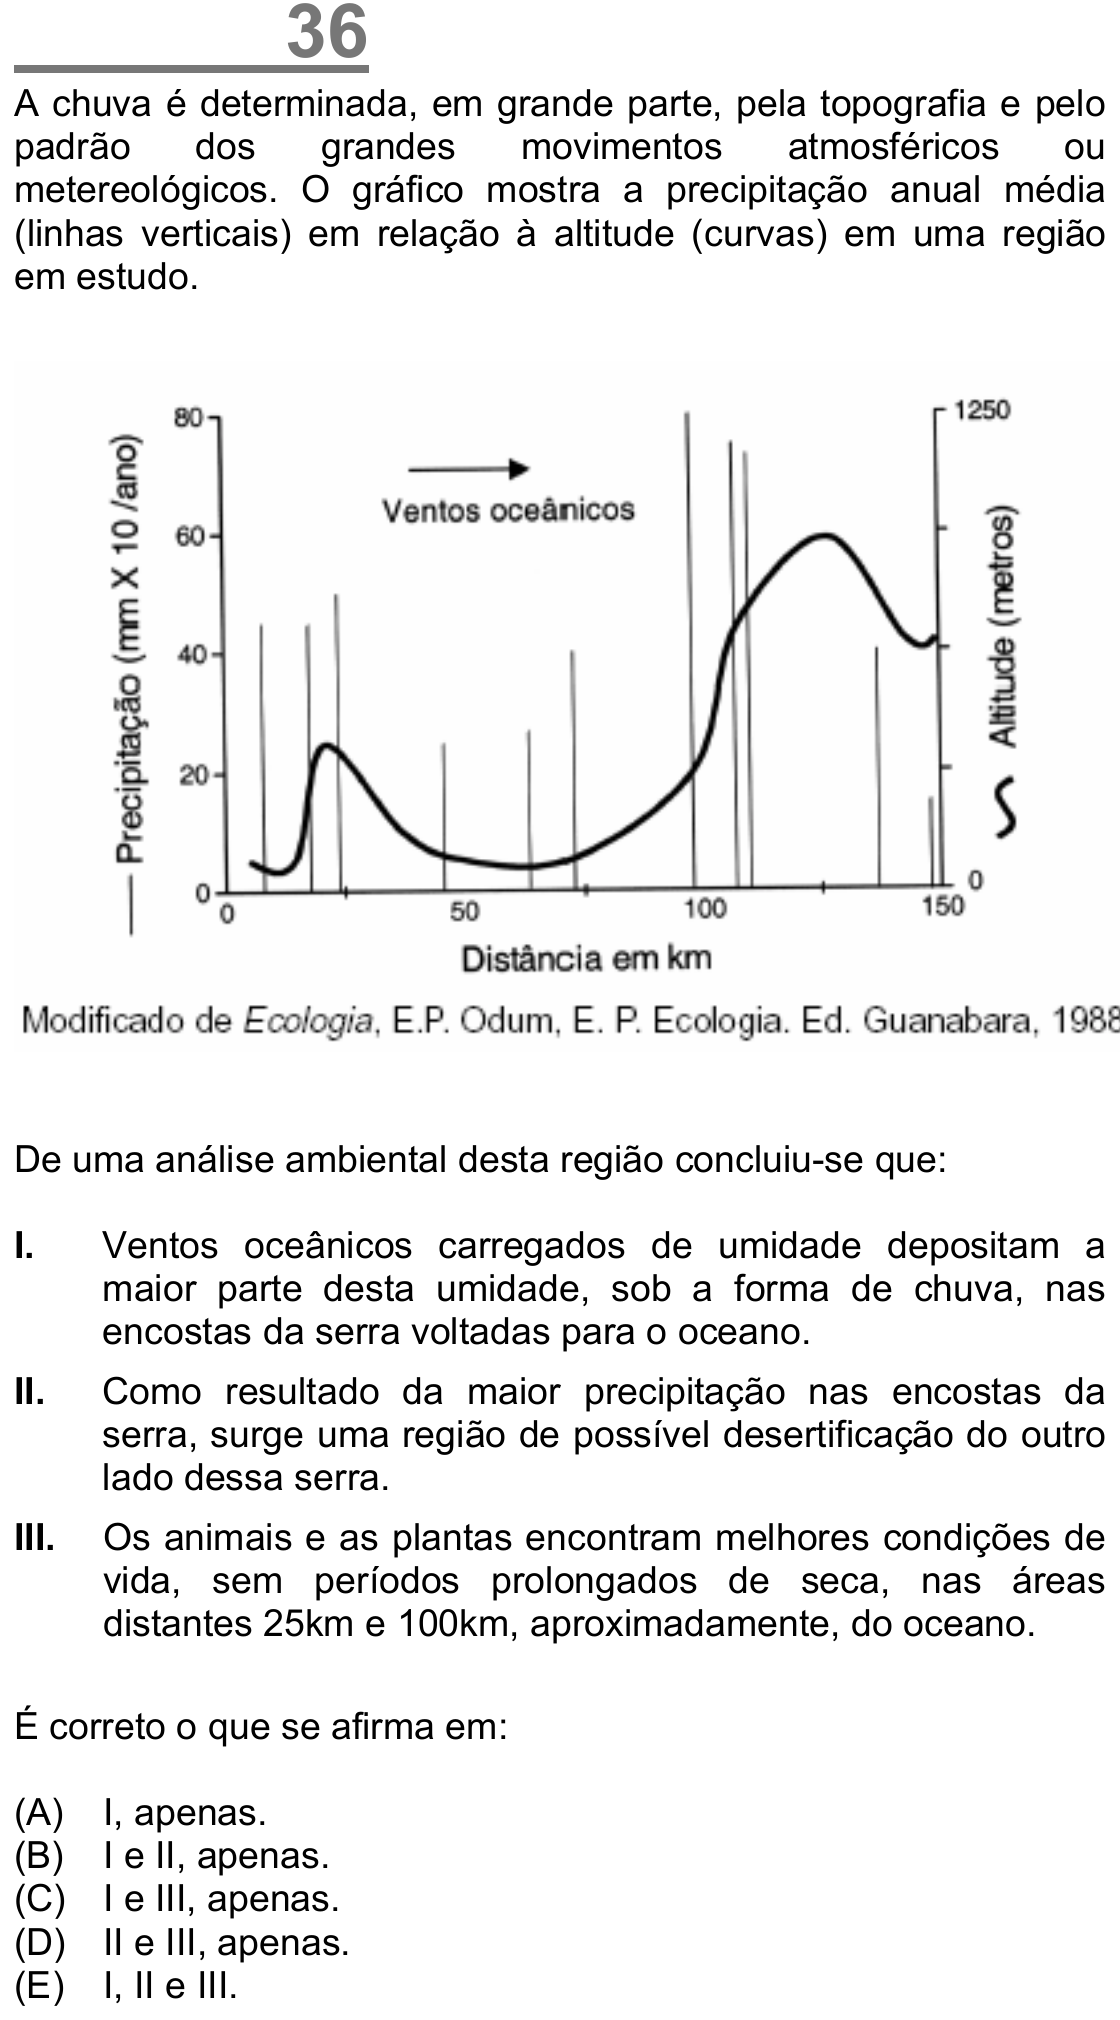 36
A chuva é determinada, em grande parte, pela topografia e pelo
padrão dos grandes movimentos atmosféricos ou
metereológicos. O gráfico mostra a precipitação anual média
(linhas verticais) em relação à altitude (curvas) em uma região
em estudo.
80
60
40
20
0
Precipitação (mm X 10 /ano)
Ventos oceânicos
1250
0
Altitude (metros)
0
50
100
150
Distância em km
Modificado de Ecologia, E.P. Odum, E. P. Ecologia. Ed. Guanabara, 1988
De uma análise ambiental desta região concluiu-se que:
I. Ventos oceânicos carregados de umidade depositam a
maior parte desta umidade, sob a forma de chuva, nas
encostas da serra voltadas para o oceano.
II. Como resultado da maior precipitação nas encostas da
serra, surge uma região de possível desertificação do outro
lado dessa serra.
III. Os animais e as plantas encontram melhores condições de
vida, sem períodos prolongados de seca, nas áreas
distantes 25km e 100km, aproximadamente, do oceano.
É correto o que se afirma em:
(A) I, apenas.
(B) I e II, apenas.
(C) I e III, apenas.
(D) II e III, apenas.
(E) I, II e III.